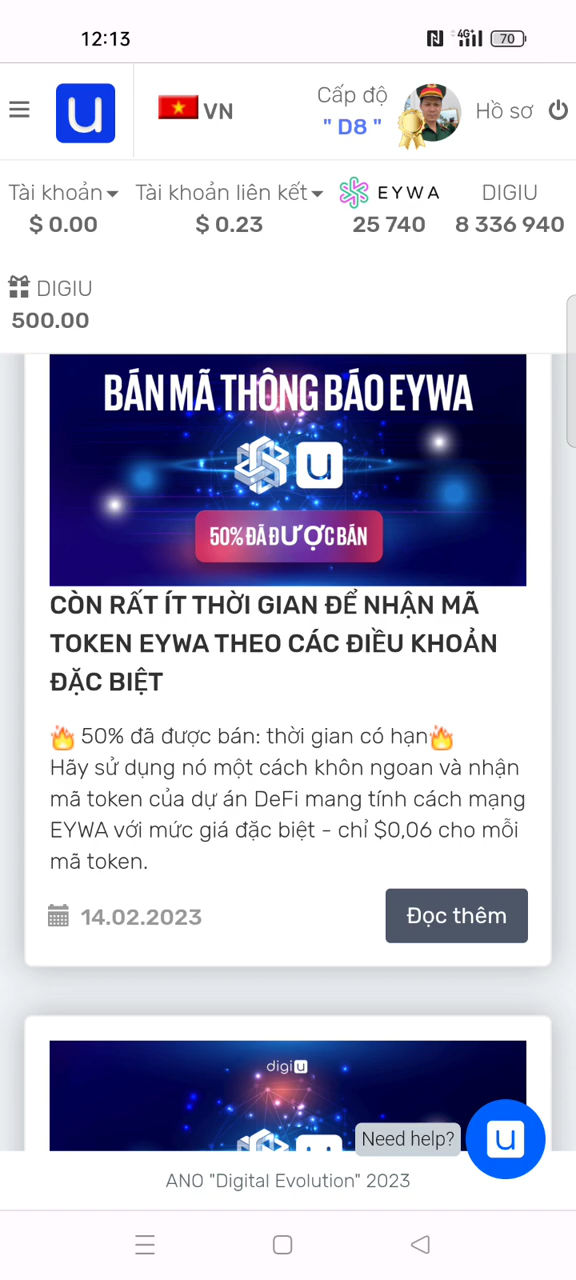 12:13
4G+
70
u
VN
Cấp độ
" D8 "
Hồ sơ
Tài khoản
$ 0.00
Tài khoản liên kết
$ 0.23
EYWA
25 740
DIGIU
8 336 940
DIGIU
500.00
BÁN MÃ THÔNG BÁO EYWA
u
50% ĐÃ ĐƯỢC BÁN
CÒN RẤT ÍT THỜI GIAN ĐỂ NHẬN MÃ
TOKEN EYWA THEO CÁC ĐIỀU KHOẢN
ĐẶC BIỆT
🔥 50% đã được bán: thời gian có hạn🔥
Hãy sử dụng nó một cách khôn ngoan và nhận
mã token của dự án DeFi mang tính cách mạng
EYWA với mức giá đặc biệt - chỉ $0,06 cho mỗi
mã token.
14.02.2023
Đọc thêm
digiu
Need help?
u
ANO "Digital Evolution" 2023